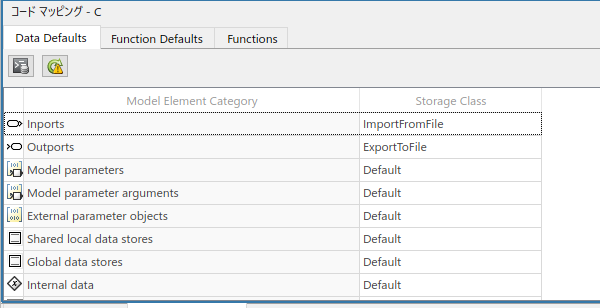 コード マッピング - C
Data Defaults Function Defaults Functions
Model Element Category Storage Class
Inports ImportFromFile
Outports ExportToFile
Model parameters Default
Model parameter arguments Default
External parameter objects Default
Shared local data stores Default
Global data stores Default
Internal data Default